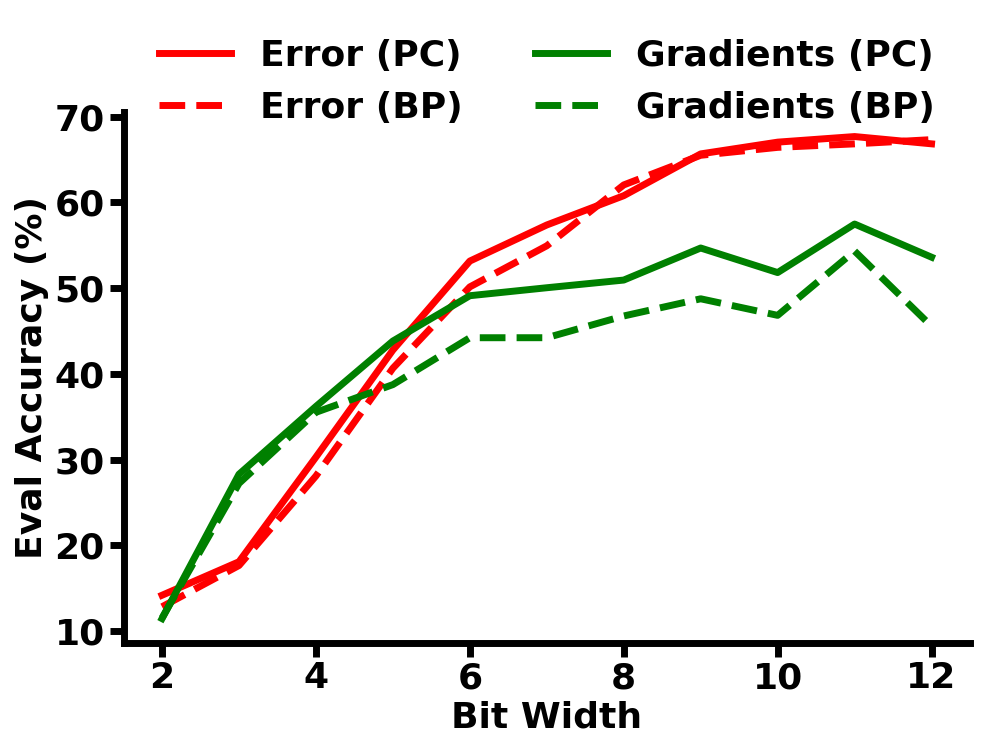 Error (PC)
Error (BP)
Gradients (PC)
Gradients (BP)
Eval Accuracy (%)
70
60
50
40
30
20
10
2 4 6 8 10 12
Bit Width